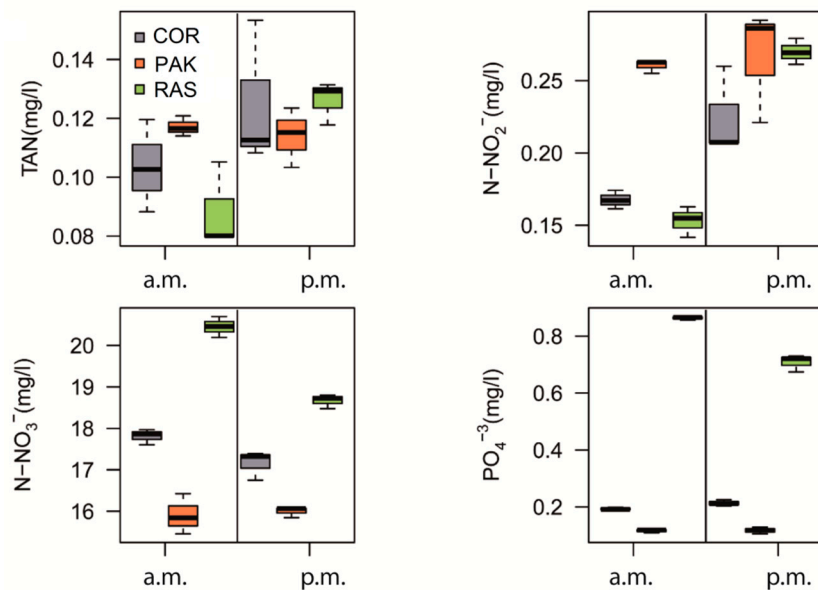 TAN(mg/l)
0.14
0.12
0.10
0.08
COR
PAK
RAS
a.m.
p.m.
N−NO₂⁻(mg/l)
0.25
0.20
0.15
a.m.
p.m.
N−NO₃⁻(mg/l)
20
19
18
17
16
a.m.
p.m.
PO₄⁻³(mg/l)
0.8
0.6
0.4
0.2
a.m.
p.m.